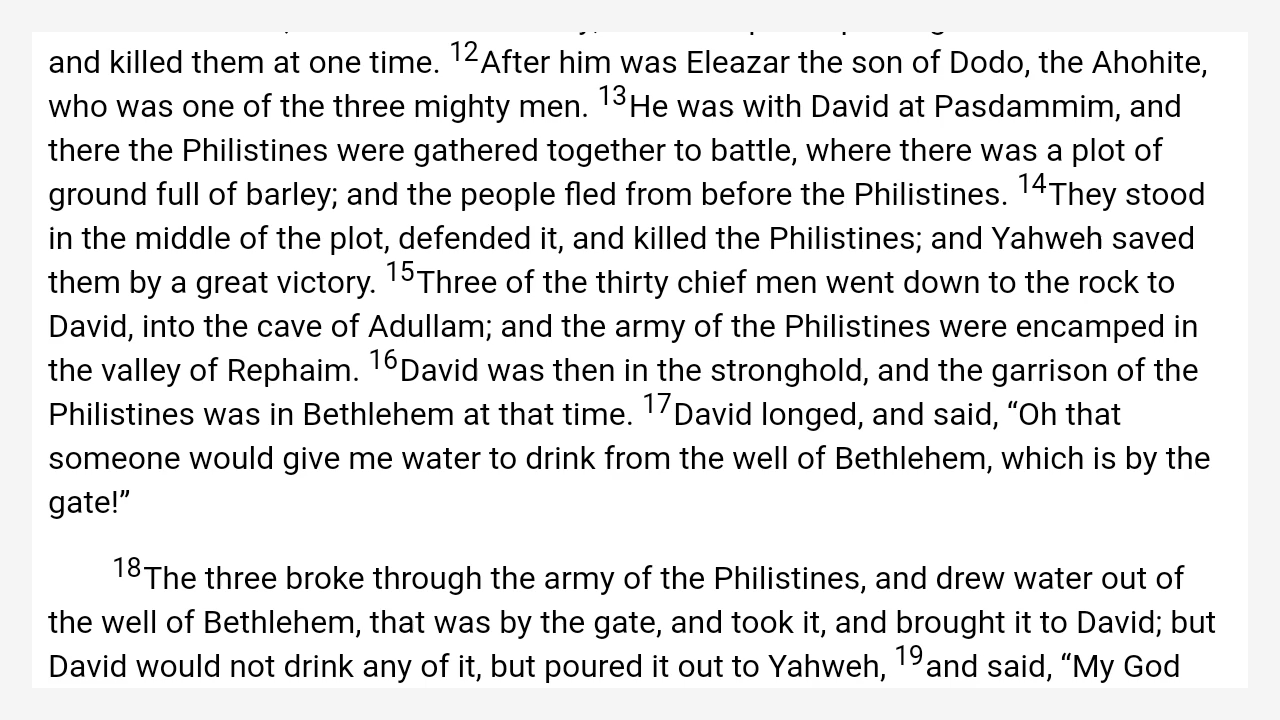 and killed them at one time. 12After him was Eleazar the son of Dodo, the Ahohite,
who was one of the three mighty men. 13He was with David at Pasdammim, and
there the Philistines were gathered together to battle, where there was a plot of
ground full of barley; and the people fled from before the Philistines. 14They stood
in the middle of the plot, defended it, and killed the Philistines; and Yahweh saved
them by a great victory. 15Three of the thirty chief men went down to the rock to
David, into the cave of Adullam; and the army of the Philistines were encamped in
the valley of Rephaim. 16David was then in the stronghold, and the garrison of the
Philistines was in Bethlehem at that time. 17David longed, and said, “Oh that
someone would give me water to drink from the well of Bethlehem, which is by the
gate!”
18The three broke through the army of the Philistines, and drew water out of
the well of Bethlehem, that was by the gate, and took it, and brought it to David; but
David would not drink any of it, but poured it out to Yahweh, 19and said, “My God